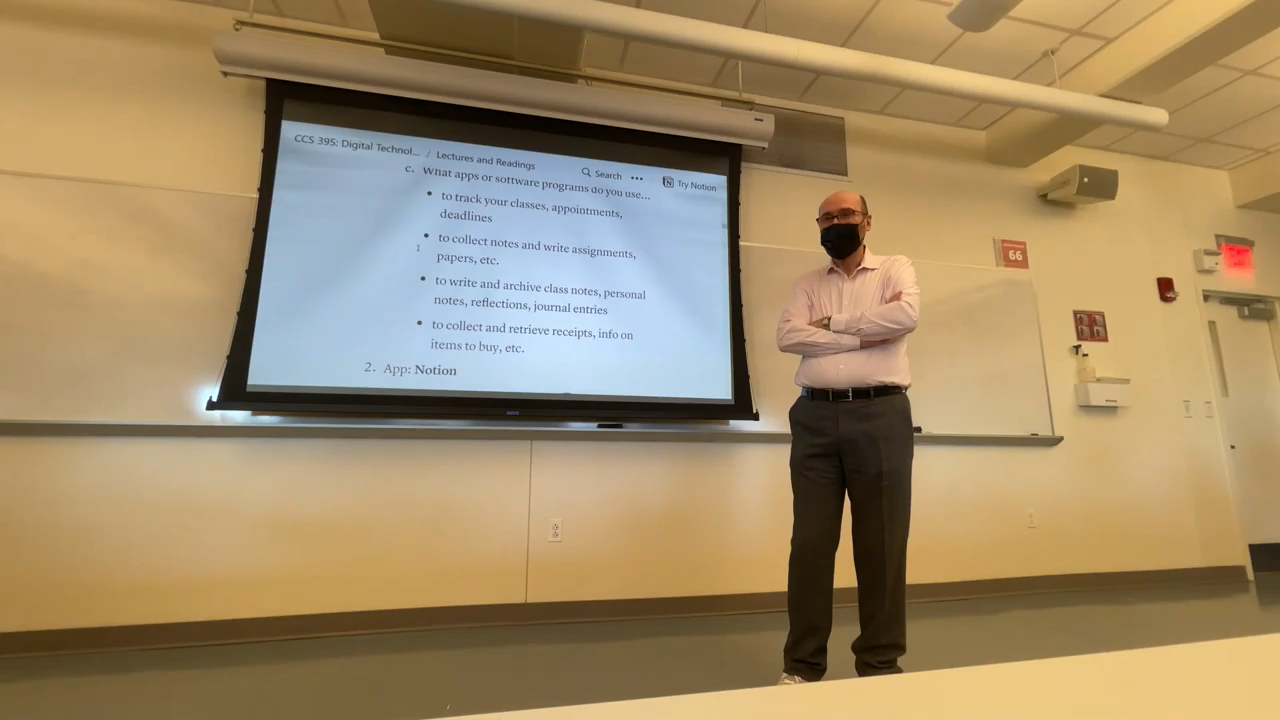 CCS 395: Digital Technol... / Lectures and Readings
Search ••• Try Notion
c. What apps or software programs do you use...
• to track your classes, appointments,
deadlines
• to collect notes and write assignments,
papers, etc.
• to write and archive class notes, personal
notes, reflections, journal entries
• to collect and retrieve receipts, info on
items to buy, etc.
2. App: Notion
66